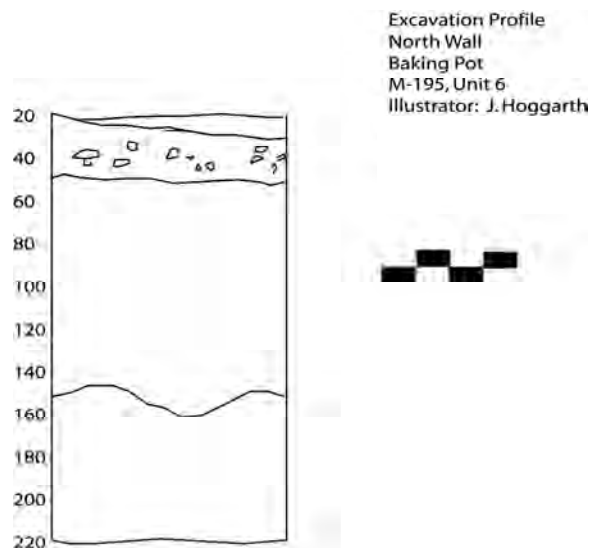 Excavation Profile
North Wall
Baking Pot
M-195, Unit 6
Illustrator: J. Hoggarth
20
40
60
80
100
120
140
160
180
200
220